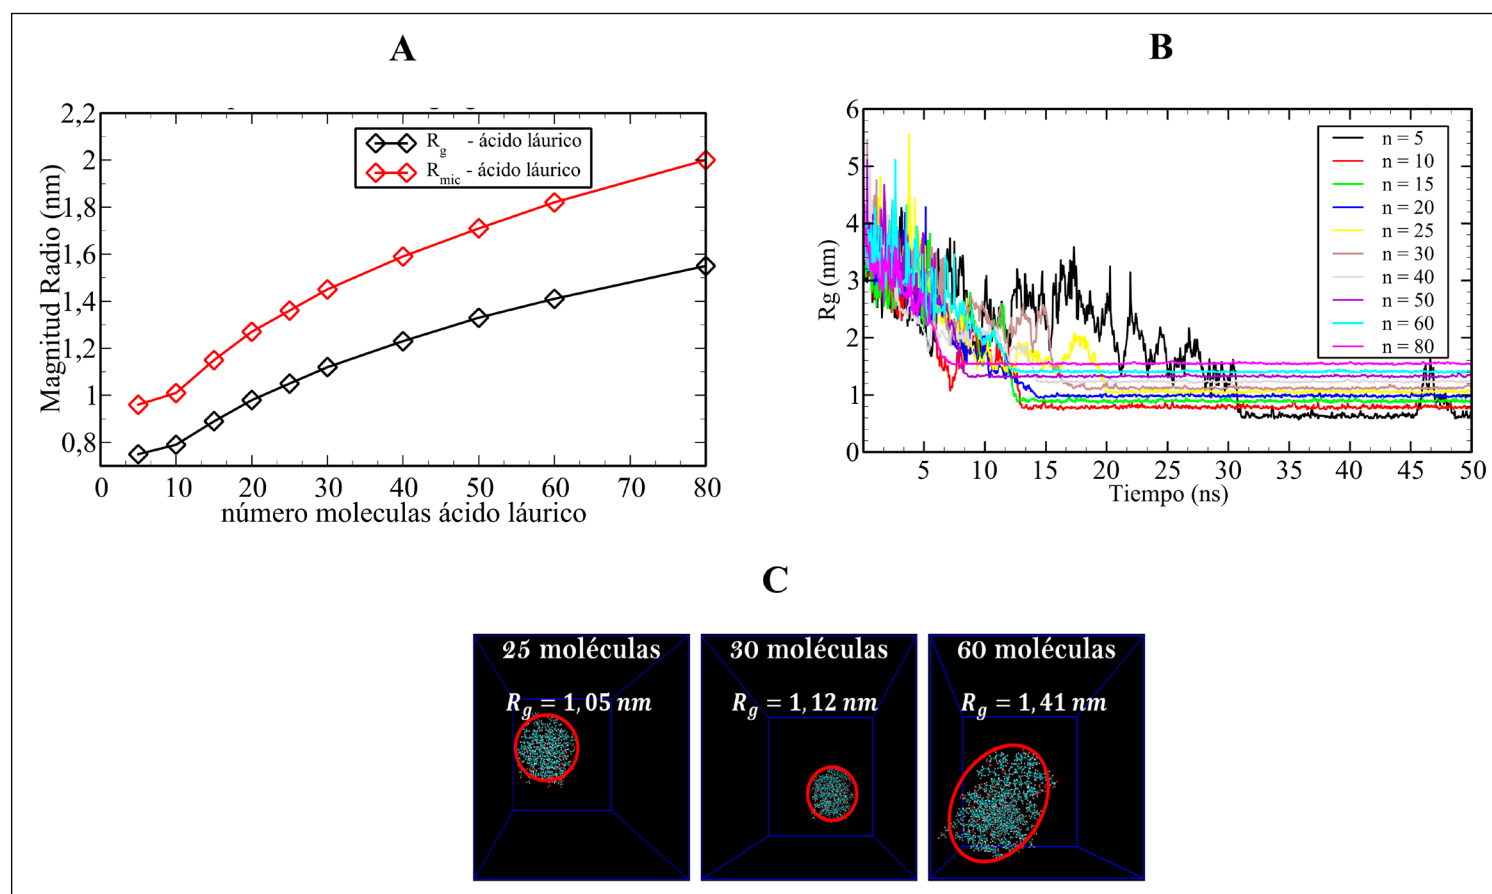 A
B
2,2
2
1,8
1,6
1,4
1,2
1
0,8
Magnitud Radio (nm)
R_g - ácido láurico
R_mic - ácido láurico
0 10 20 30 40 50 60 70 80
número moleculas ácido láurico
6
5
4
3
2
1
0
Rg (nm)
n = 5
n = 10
n = 15
n = 20
n = 25
n = 30
n = 40
n = 50
n = 60
n = 80
5 10 15 20 25 30 35 40 45 50
Tiempo (ns)
C
25 moléculas
R_g = 1,05 nm
30 moléculas
R_g = 1,12 nm
60 moléculas
R_g = 1,41 nm